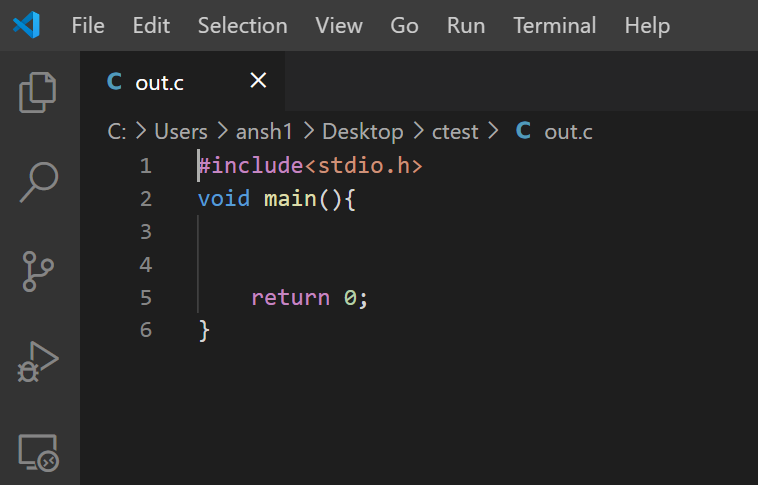 File Edit Selection View Go Run Terminal Help
C out.c ×
C: > Users > ansh1 > Desktop > ctest > C out.c
1 #include<stdio.h>
2 void main(){
3
4
5 return 0;
6 }